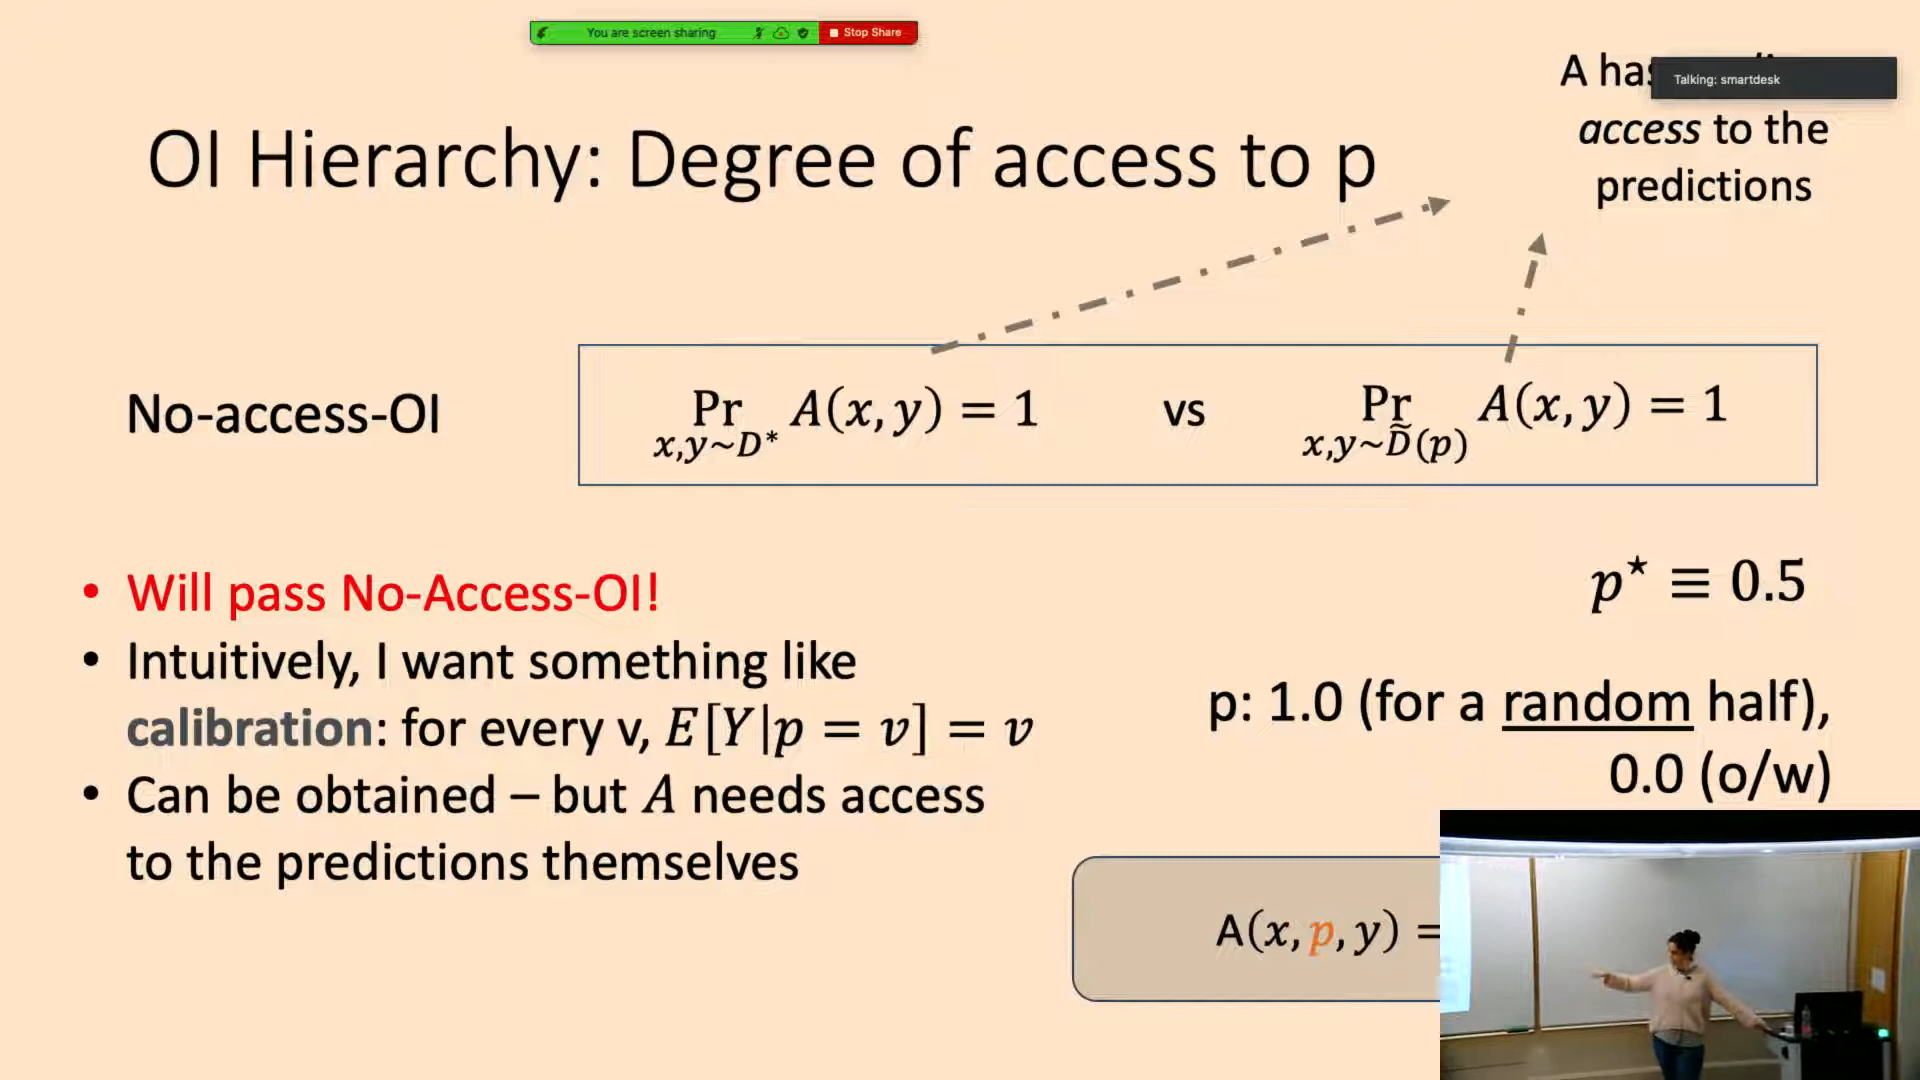 You are screen sharing
Stop Share
Talking: smartdesk
A has
access to the
predictions
OI Hierarchy: Degree of access to p
No-access-OI
Pr A(x, y) = 1 vs Pr A(x, y) = 1
x,y~D* x,y~D̃(p)
• Will pass No-Access-OI!
• Intuitively, I want something like
calibration: for every v, E[Y|p = v] = v
• Can be obtained – but A needs access
to the predictions themselves
p* ≡ 0.5
p: 1.0 (for a random half),
0.0 (o/w)
A(x, p, y) =